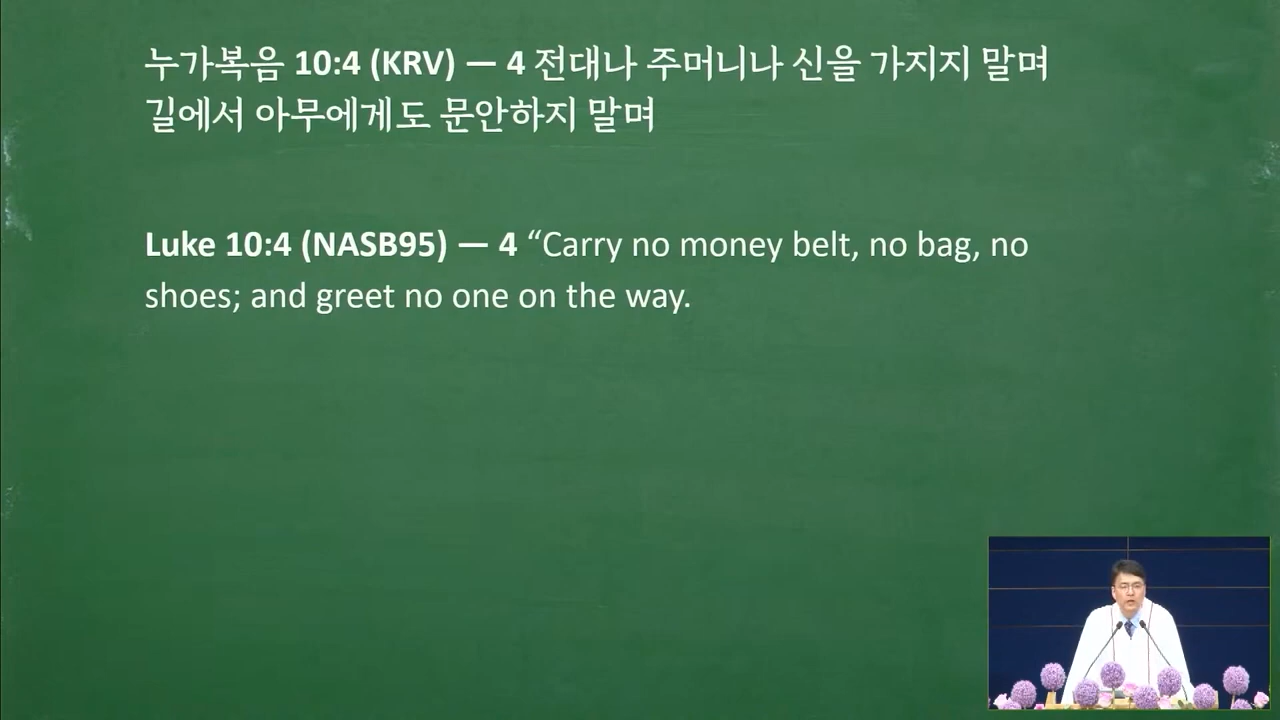 누가복음 10:4 (KRV) — 4 전대나 주머니나 신을 가지지 말며
길에서 아무에게도 문안하지 말며
Luke 10:4 (NASB95) — 4 “Carry no money belt, no bag, no
shoes; and greet no one on the way.